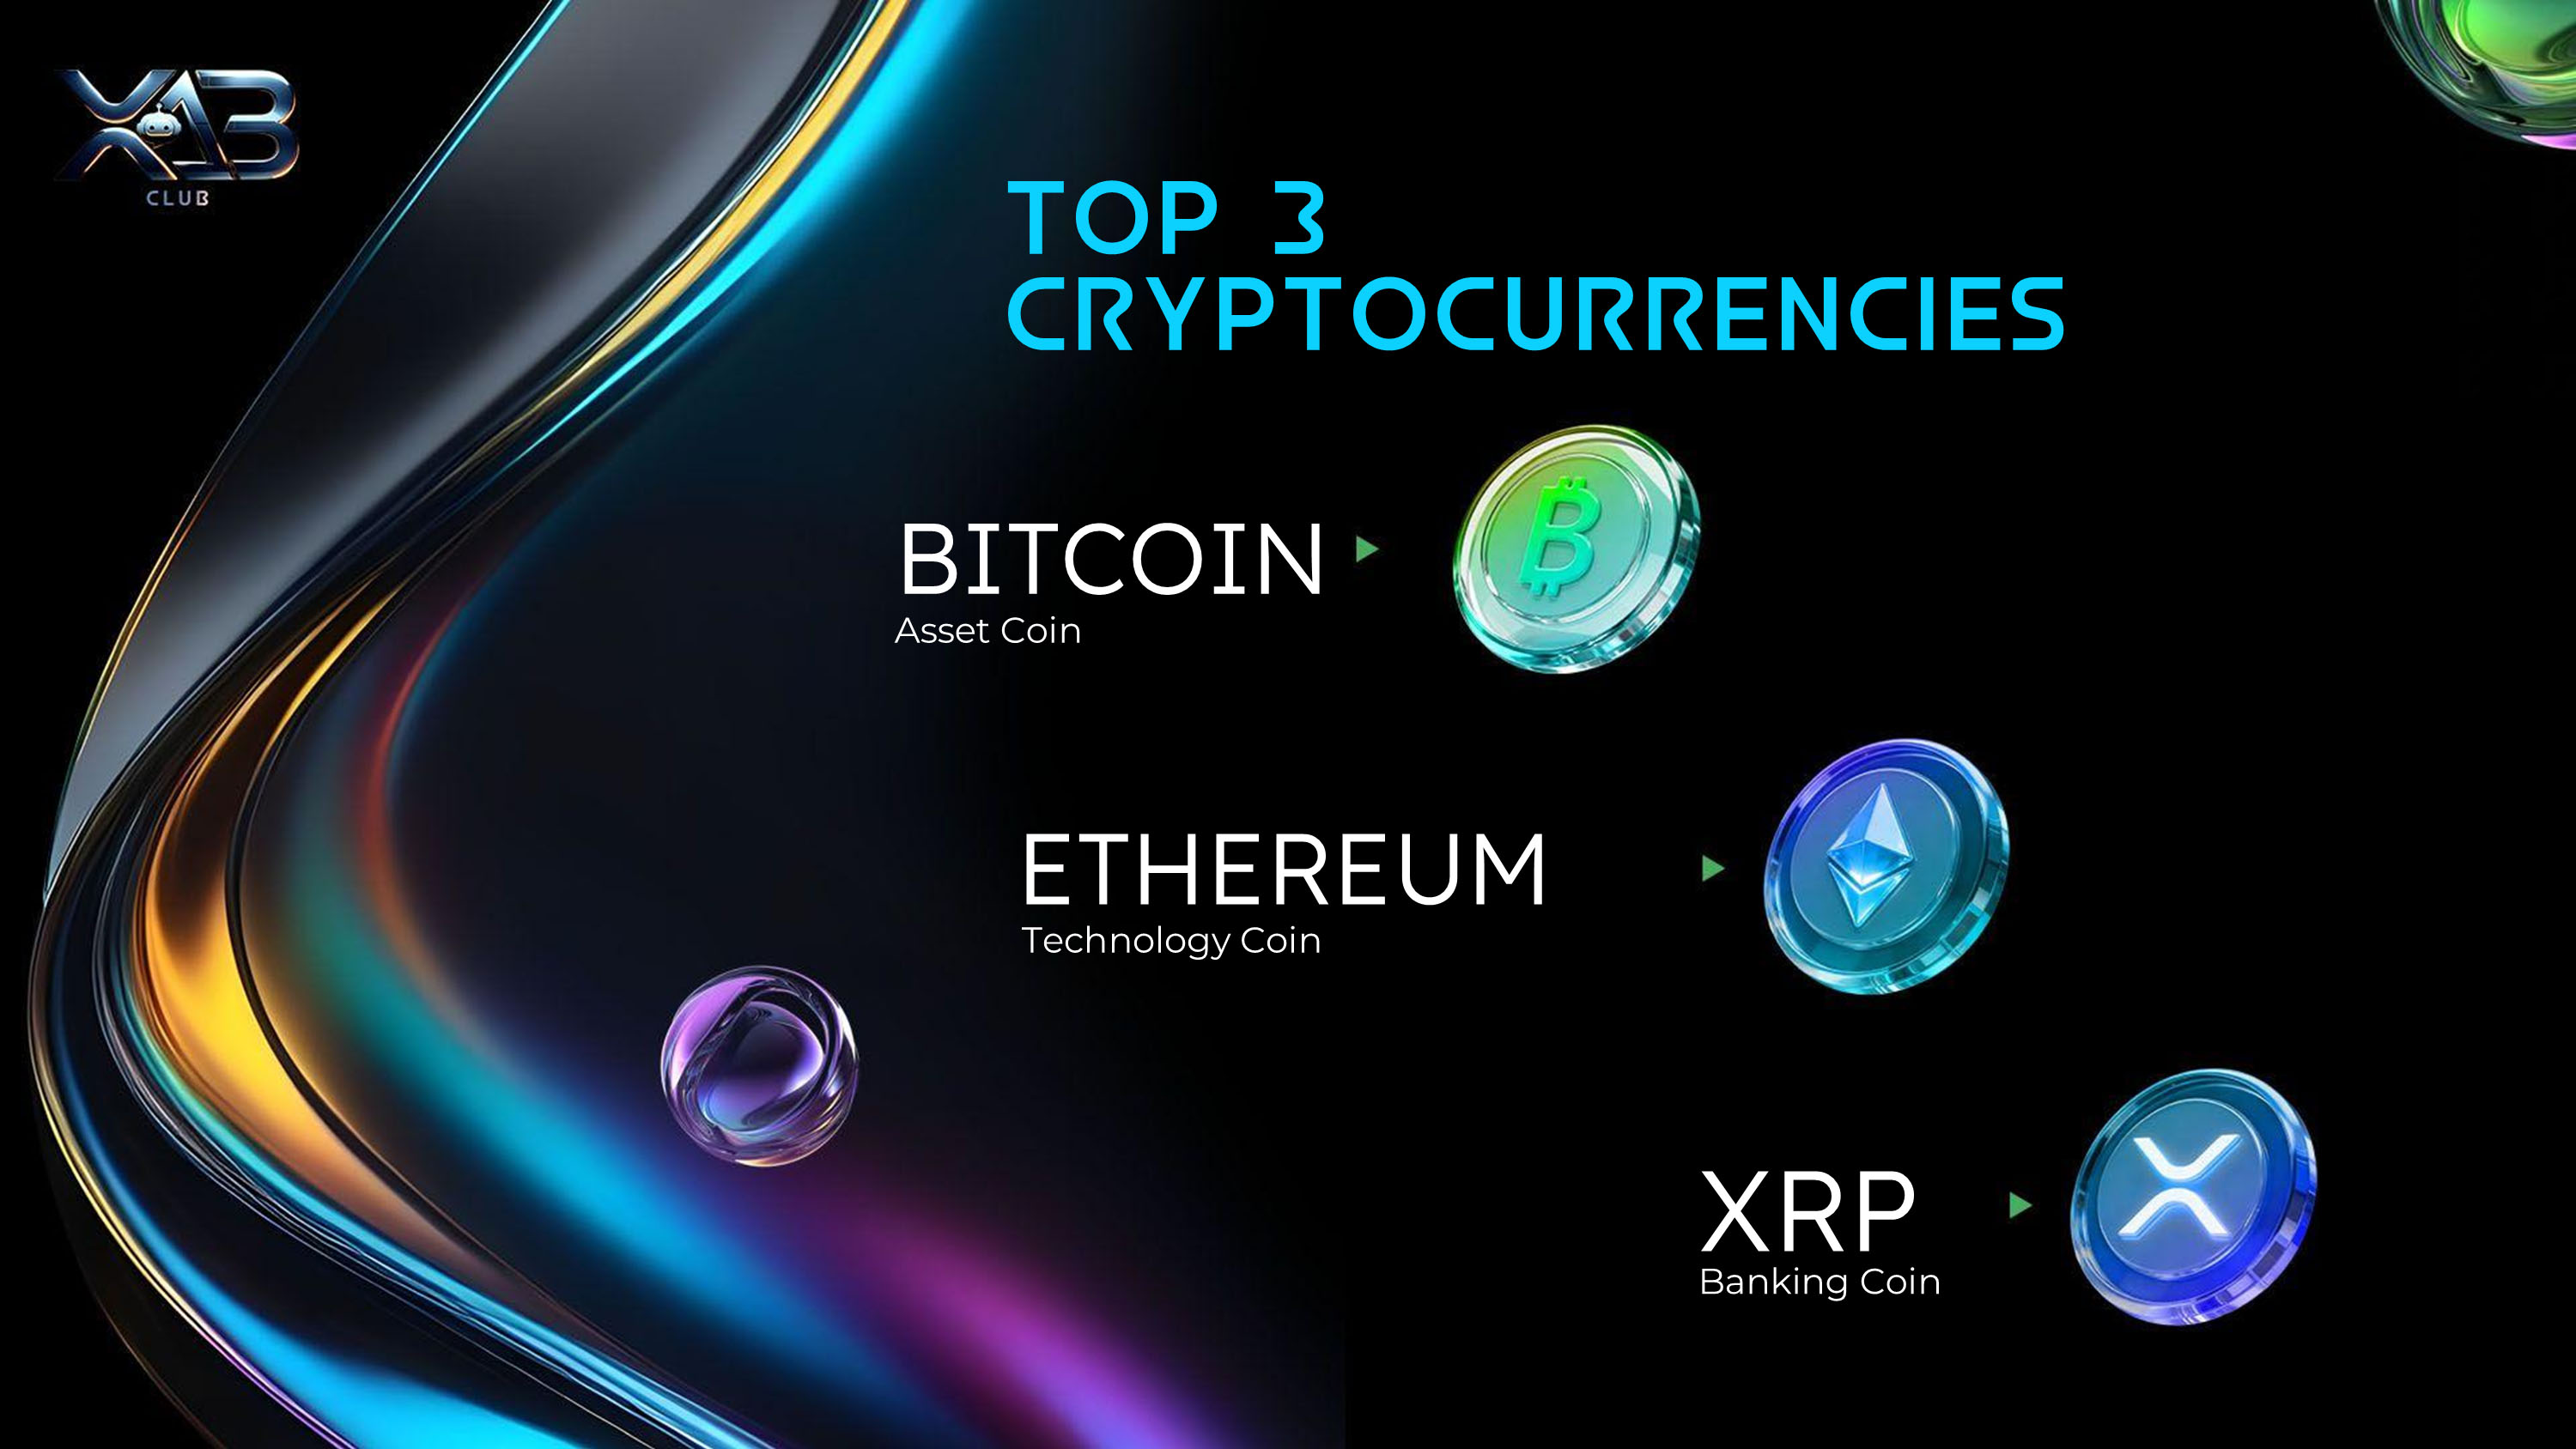 XAB
CLUB
TOP 3
CRYPTOCURRENCIES
BITCOIN
Asset Coin
ETHEREUM
Technology Coin
XRP
Banking Coin